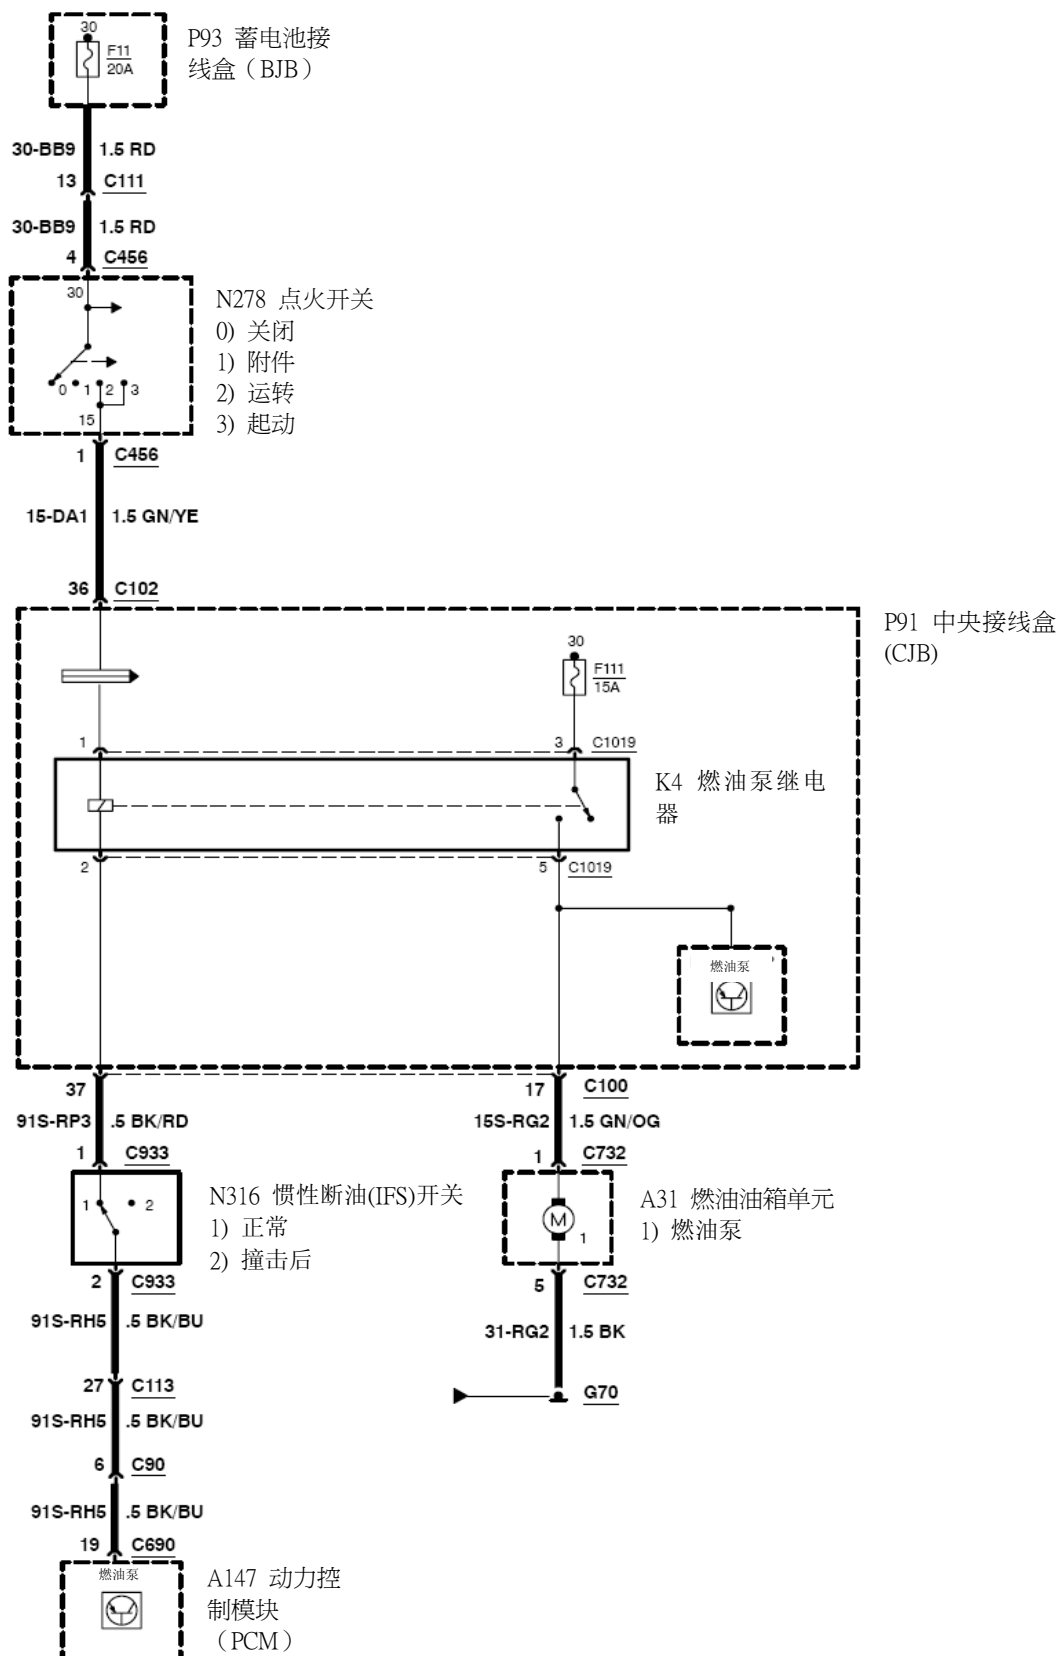 30
F11
20A
P93 蓄电池接
线盒（BJB）
30-BB9 1.5 RD
13 C111
30-BB9 1.5 RD
4 C456
30
0 1 2 3
15
N278 点火开关
0) 关闭
1) 附件
2) 运转
3) 起动
1 C456
15-DA1 1.5 GN/YE
36 C102
P91 中央接线盒
(CJB)
30
F111
15A
1 3 C1019
K4 燃油泵继电
器
2 5 C1019
燃油泵
37 17 C100
91S-RP3 .5 BK/RD 15S-RG2 1.5 GN/OG
1 C933 1 C732
1 2
N316 惯性断油(IFS)开关
1) 正常
2) 撞击后
M
1
A31 燃油油箱单元
1) 燃油泵
2 C933 5 C732
91S-RH5 .5 BK/BU 31-RG2 1.5 BK
27 C113 G70
91S-RH5 .5 BK/BU
6 C90
91S-RH5 .5 BK/BU
19 C690
燃油泵
A147 动力控
制模块
（PCM）